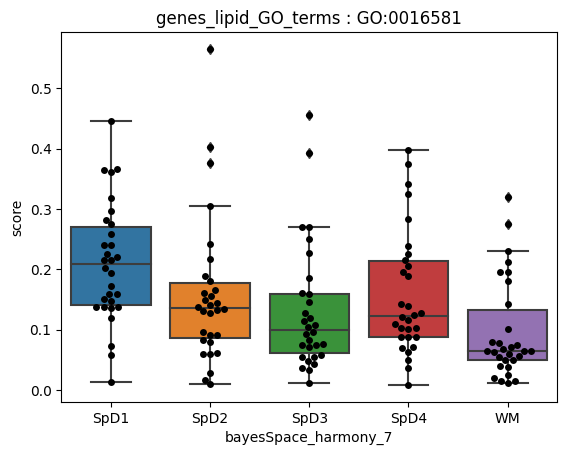 genes_lipid_GO_terms : GO:0016581
score
0.5
0.4
0.3
0.2
0.1
0.0
SpD1 SpD2 SpD3 SpD4 WM
bayesSpace_harmony_7